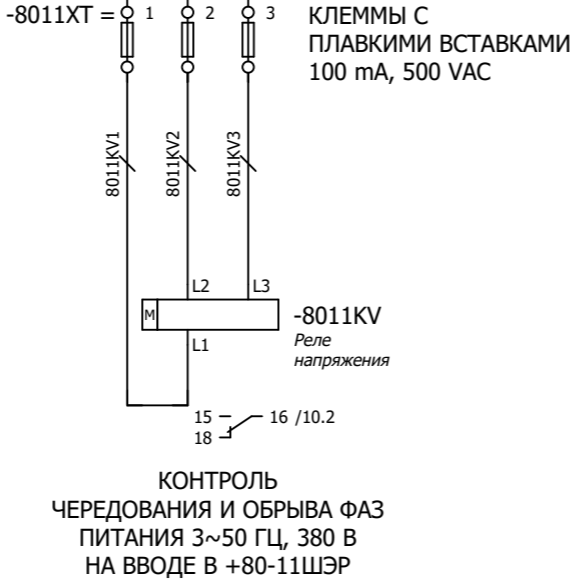 -8011XT = 1 2 3
КЛЕММЫ С
ПЛАВКИМИ ВСТАВКАМИ
100 mA, 500 VAC
8011KV1 8011KV2 8011KV3
L2 L3
M
-8011KV
L1
Реле
напряжения
15 16 /10.2
18
КОНТРОЛЬ
ЧЕРЕДОВАНИЯ И ОБРЫВА ФАЗ
ПИТАНИЯ 3~50 ГЦ, 380 В
НА ВВОДЕ В +80-11ШЭР